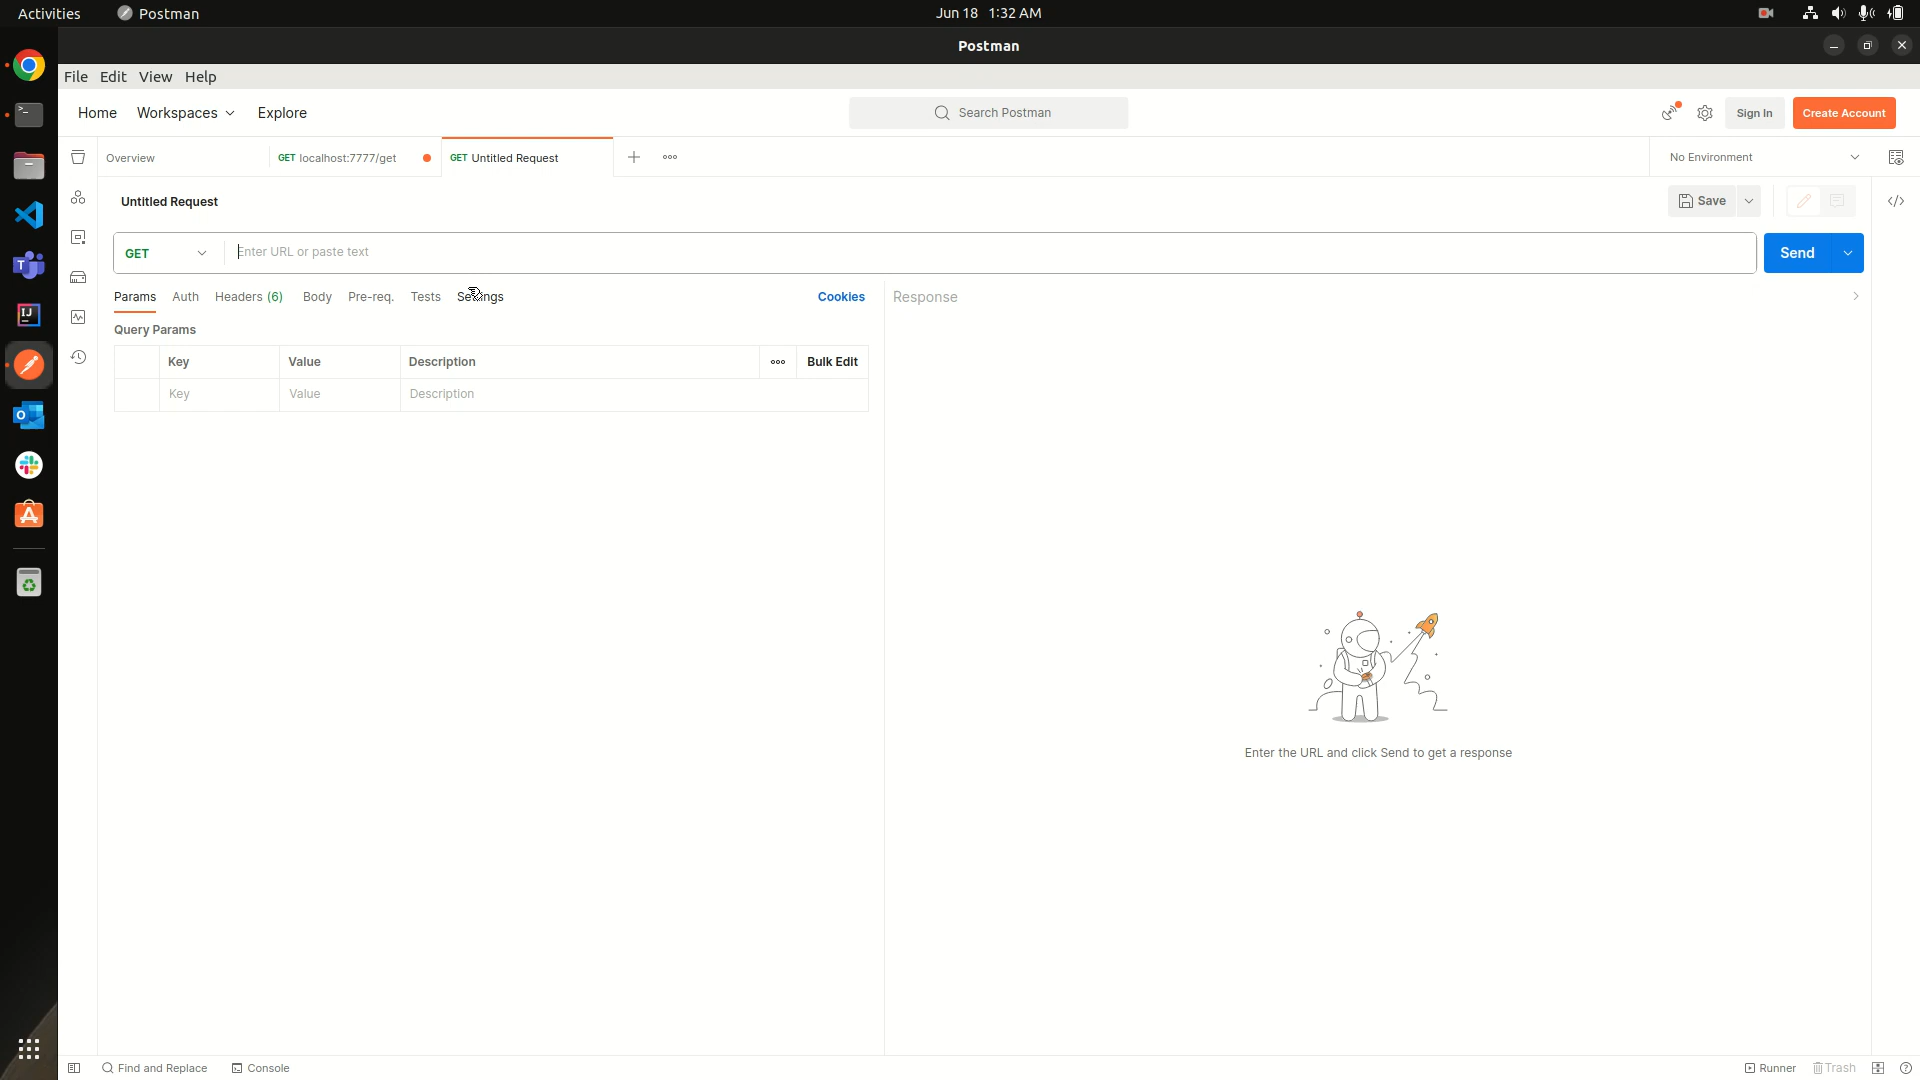 Activities Postman Jun 18 1:32 AM
Postman
File Edit View Help
Home Workspaces Explore Search Postman Sign In Create Account
Overview GET localhost:7777/get GET Untitled Request No Environment
Untitled Request Save
GET Enter URL or paste text Send
Params Auth Headers (6) Body Pre-req. Tests Settings Cookies Response
Query Params
Key Value Description Bulk Edit
Key Value Description
Enter the URL and click Send to get a response
Find and Replace Console Runner Trash